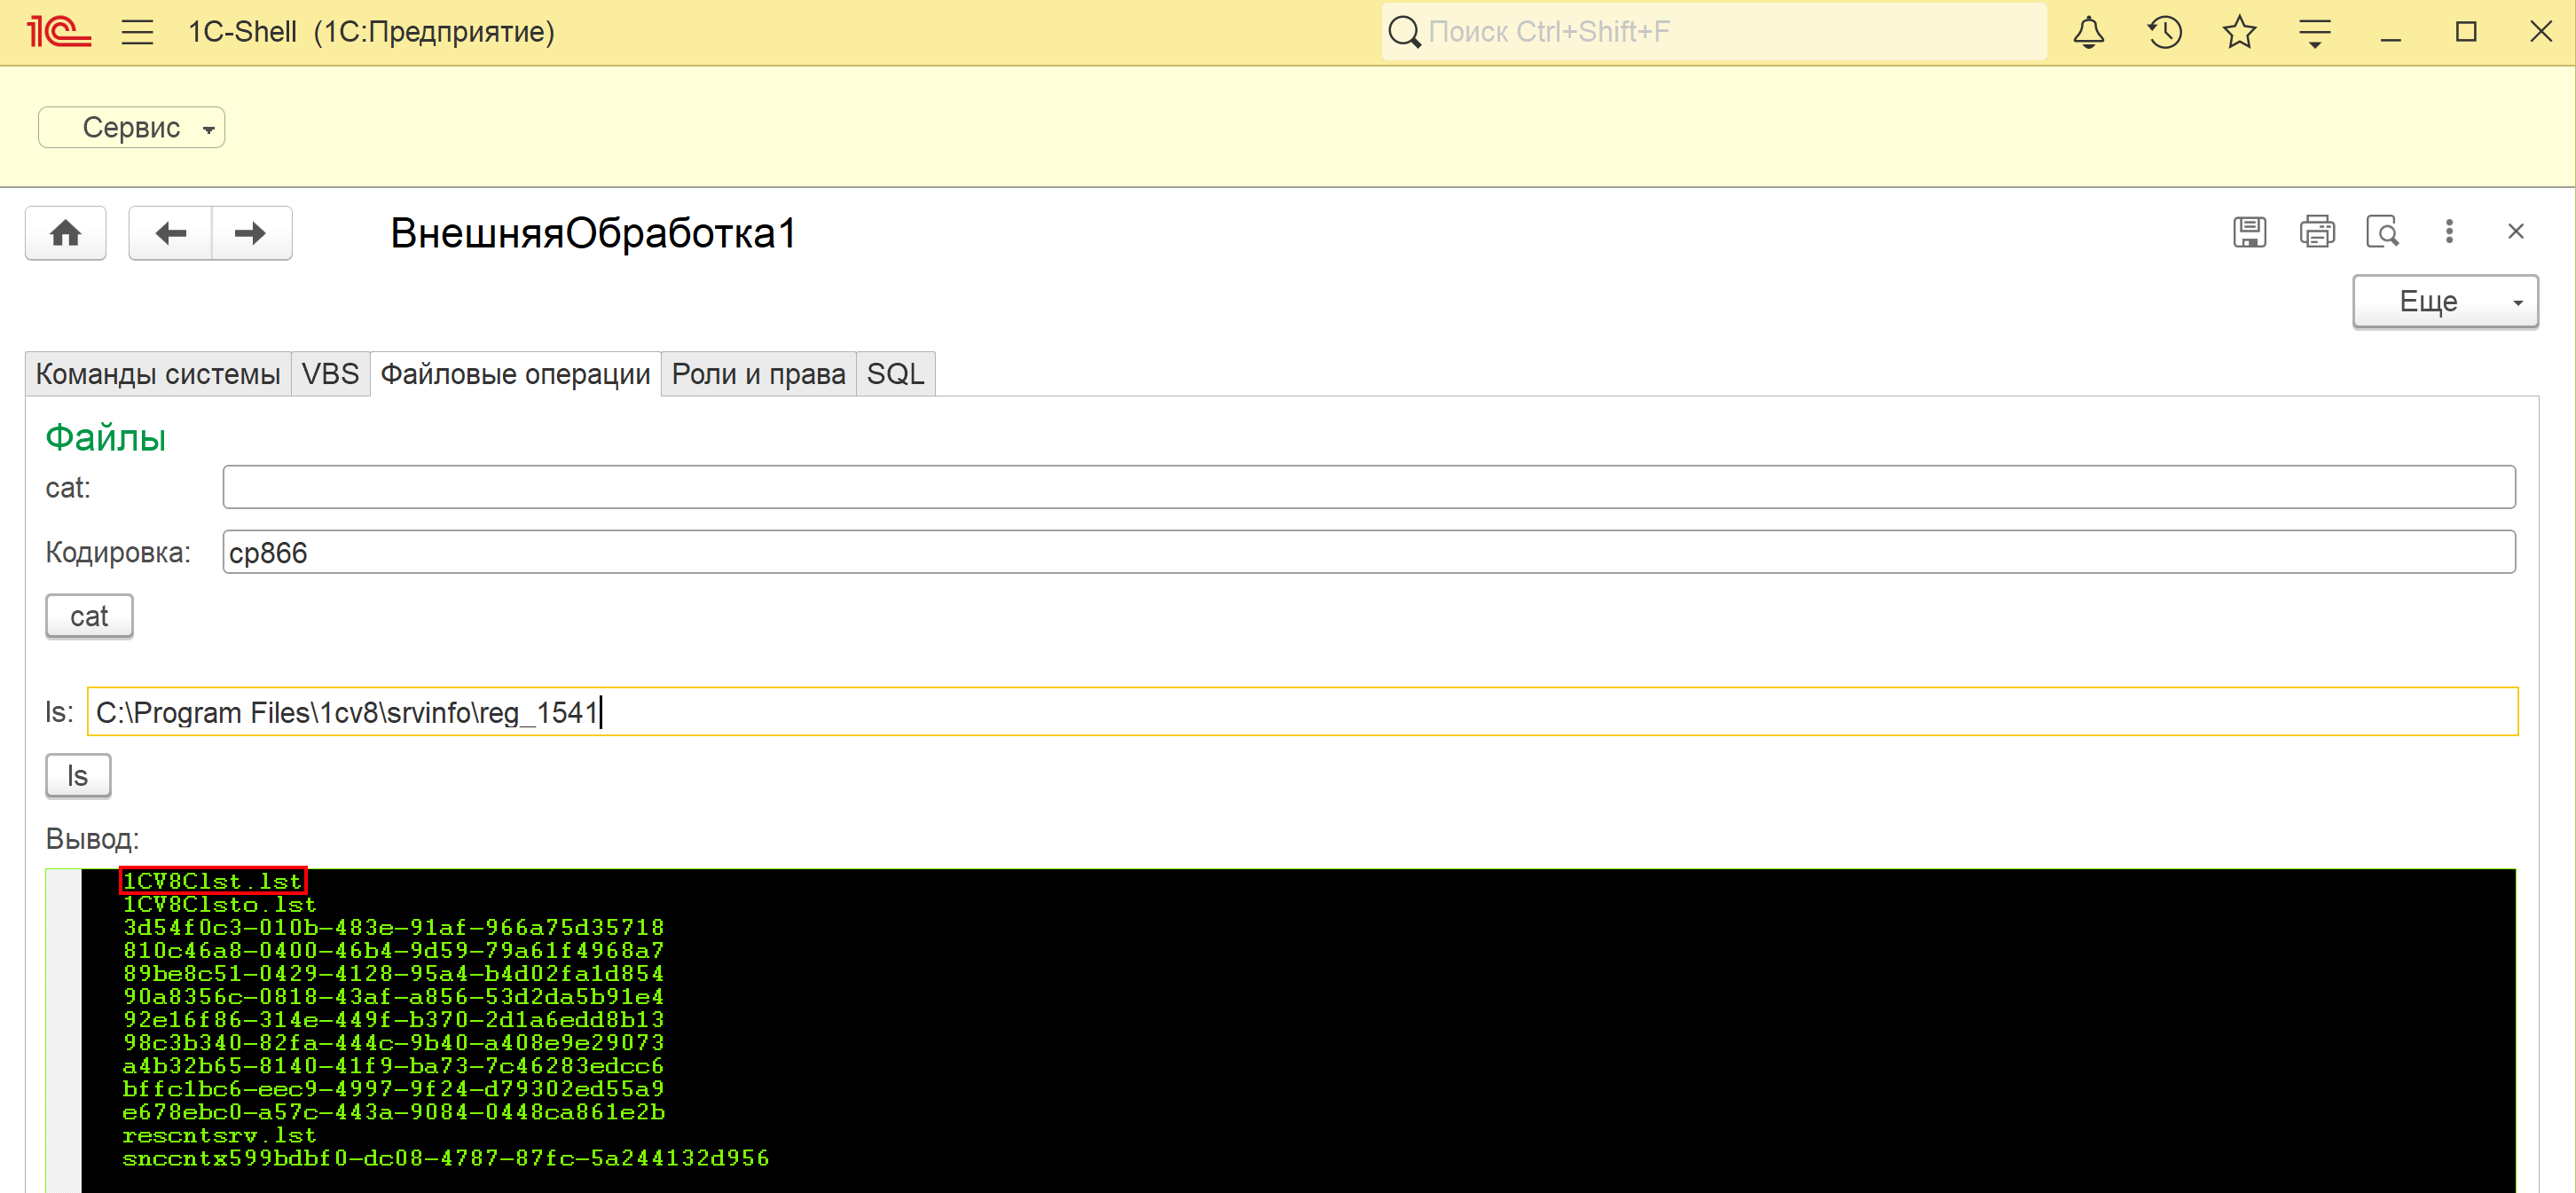 1C 1C-Shell (1С:Предприятие) Поиск Ctrl+Shift+F
Сервис
ВнешняяОбработка1
Еще
Команды системы VBS Файловые операции Роли и права SQL
Файлы
cat:
Кодировка: cp866
cat
ls: C:\Program Files\1cv8\srvinfo\reg_1541
ls
Вывод:
1CV8Clst.lst
1CV8Clsto.lst
3d54f0c3-010b-483e-91af-966a75d35718
810c46a8-0400-46b4-9d59-79a61f4968a7
89be8c51-0429-4128-95a4-b4d02fa1d854
90a8356c-0818-43af-a856-53d2da5b91e4
92e16f86-314e-449f-b370-2d1a6edd8b13
98c3b340-82fa-444c-9b40-a408e9e29073
a4b32b65-8140-41f9-ba73-7c46283edcc6
bffc1bc6-eec9-4997-9f24-d79302ed55a9
e678ebc0-a57c-443a-9084-0448ca861e2b
rescntsrv.lst
snccntx599bdbf0-dc08-4787-87fc-5a244132d956